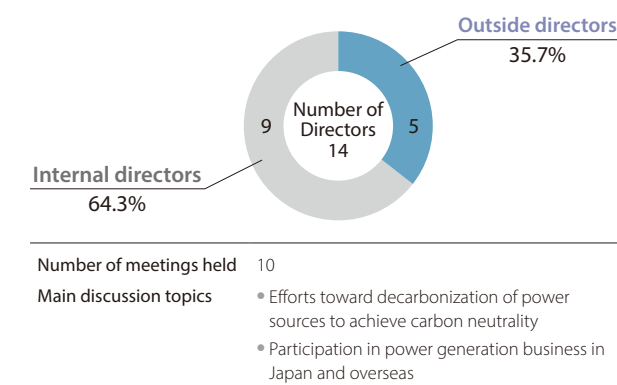 Outside directors
35.7%
Number of
Directors
14
9
5
Internal directors
64.3%
Number of meetings held 10
Main discussion topics • Efforts toward decarbonization of power
sources to achieve carbon neutrality
• Participation in power generation business in
Japan and overseas